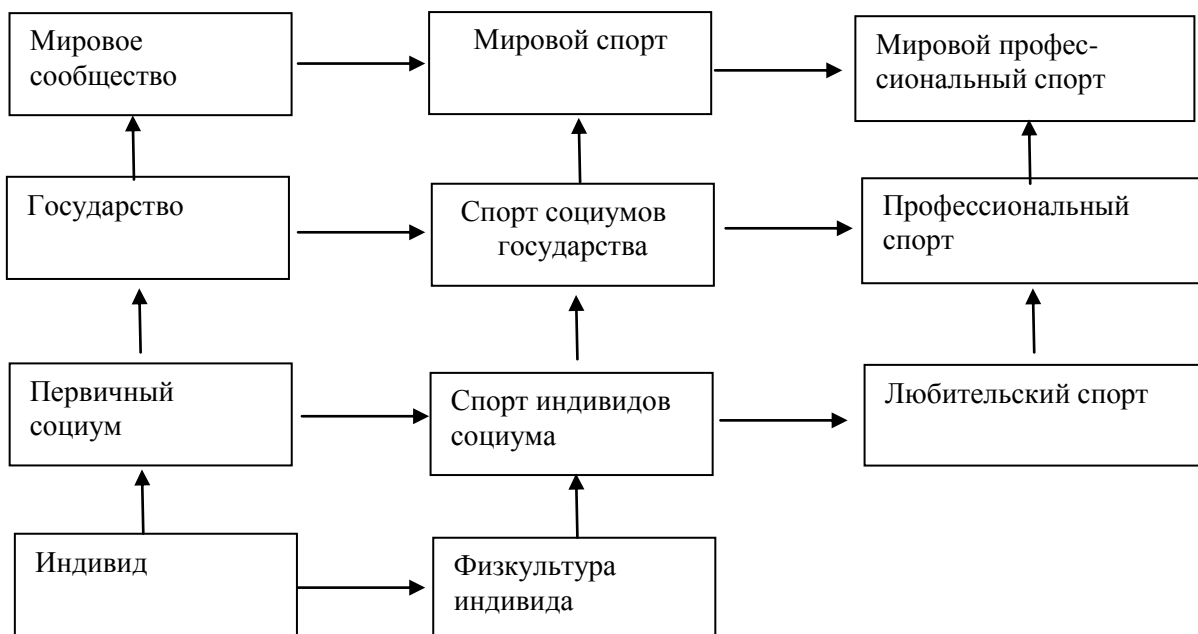 Мировое
сообщество
Мировой спорт
Мировой профес-
сиональный спорт
Государство
Спорт социумов
государства
Профессиональный
спорт
Первичный
социум
Спорт индивидов
социума
Любительский спорт
Индивид
Физкультура
индивида